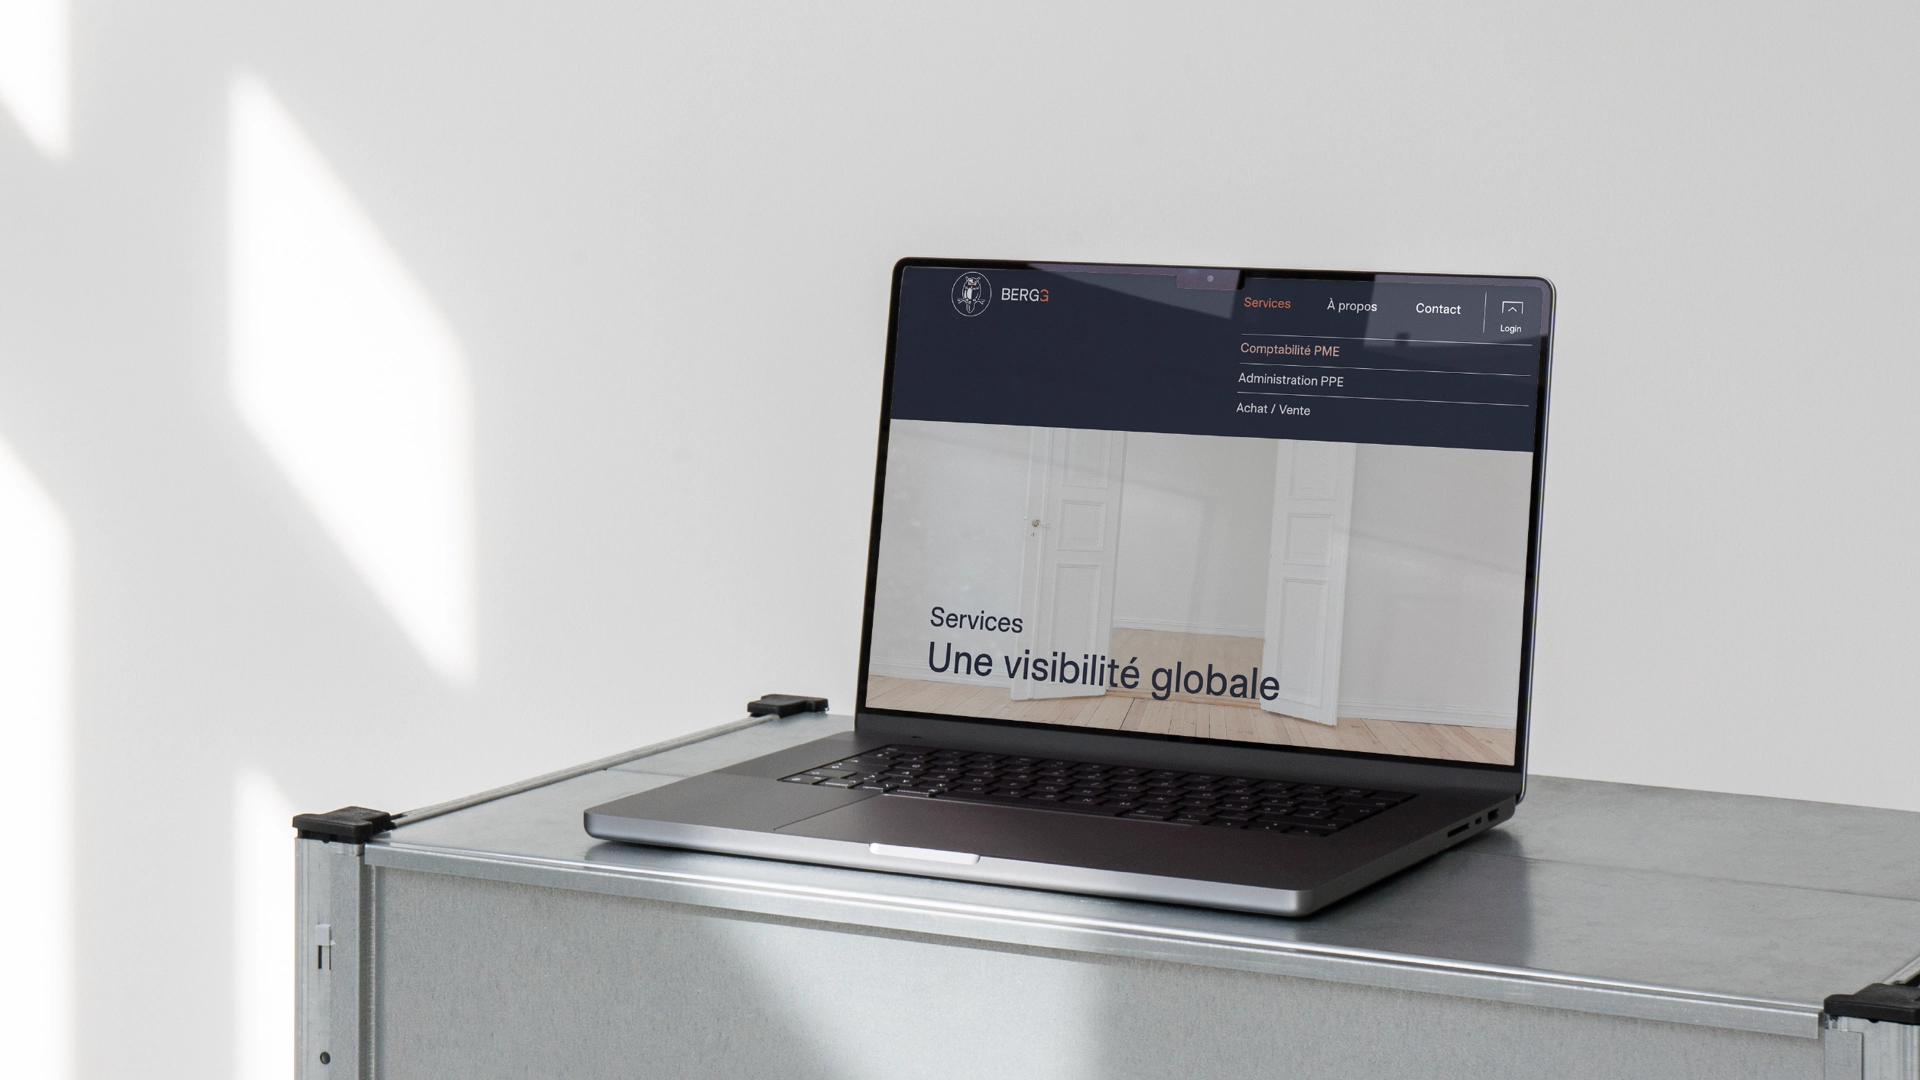 BERGG
Services
À propos
Contact
Login
Comptabilité PME
Administration PPE
Achat / Vente
Services
Une visibilité globale